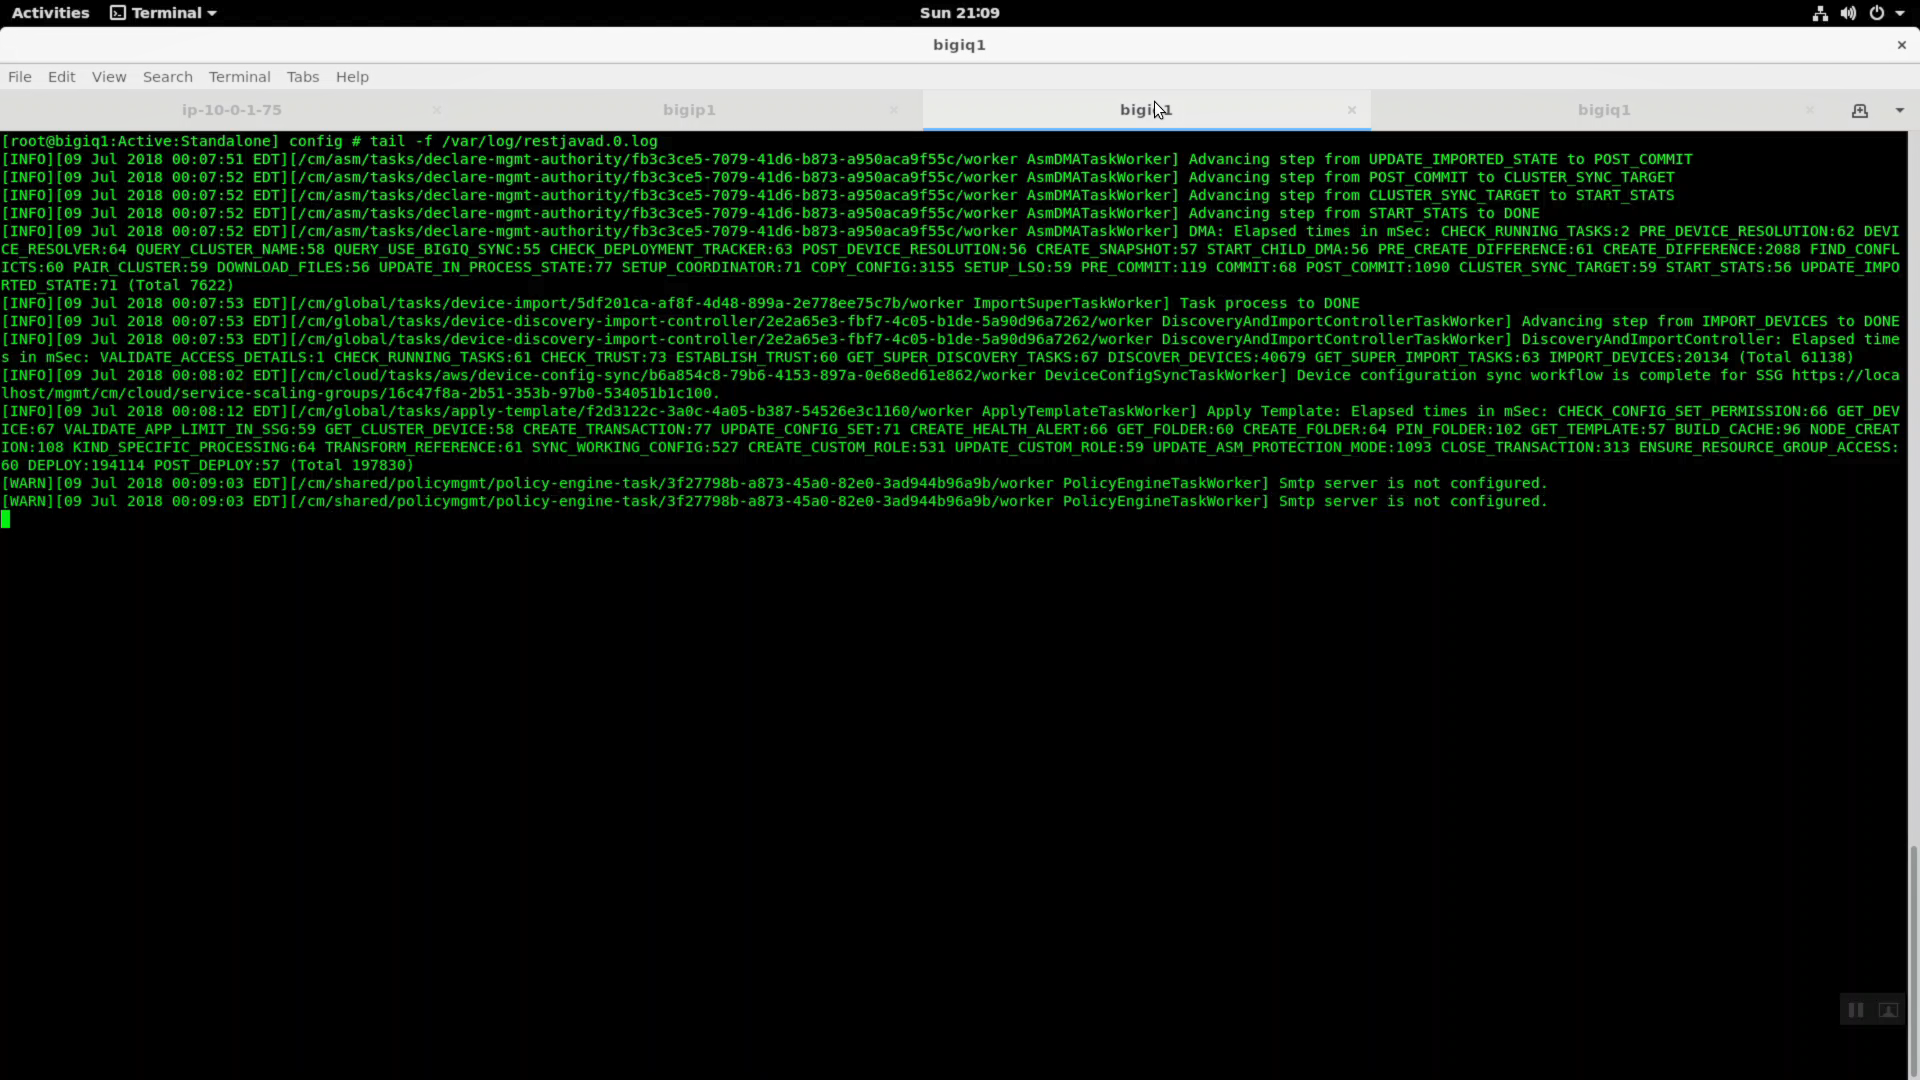 Activities Terminal Sun 21:09
bigiq1
File Edit View Search Terminal Tabs Help
ip-10-0-1-75 bigip1 bigiq1 bigiq1
[root@bigiq1:Active:Standalone] config # tail -f /var/log/restjavad.0.log
[INFO][09 Jul 2018 00:07:51 EDT][/cm/asm/tasks/declare-mgmt-authority/fb3c3ce5-7079-41d6-b873-a950aca9f55c/worker AsmDMATaskWorker] Advancing step from UPDATE_IMPORTED_STATE to POST_COMMIT
[INFO][09 Jul 2018 00:07:52 EDT][/cm/asm/tasks/declare-mgmt-authority/fb3c3ce5-7079-41d6-b873-a950aca9f55c/worker AsmDMATaskWorker] Advancing step from POST_COMMIT to CLUSTER_SYNC_TARGET
[INFO][09 Jul 2018 00:07:52 EDT][/cm/asm/tasks/declare-mgmt-authority/fb3c3ce5-7079-41d6-b873-a950aca9f55c/worker AsmDMATaskWorker] Advancing step from CLUSTER_SYNC_TARGET to START_STATS
[INFO][09 Jul 2018 00:07:52 EDT][/cm/asm/tasks/declare-mgmt-authority/fb3c3ce5-7079-41d6-b873-a950aca9f55c/worker AsmDMATaskWorker] Advancing step from START_STATS to DONE
[INFO][09 Jul 2018 00:07:52 EDT][/cm/asm/tasks/declare-mgmt-authority/fb3c3ce5-7079-41d6-b873-a950aca9f55c/worker AsmDMATaskWorker] DMA: Elapsed times in mSec: CHECK_RUNNING_TASKS:2 PRE_DEVICE_RESOLUTION:62 DEVI
CE_RESOLVER:64 QUERY_CLUSTER_NAME:58 QUERY_USE_BIGIQ_SYNC:55 CHECK_DEPLOYMENT_TRACKER:63 POST_DEVICE_RESOLUTION:56 CREATE_SNAPSHOT:57 START_CHILD_DMA:56 PRE_CREATE_DIFFERENCE:61 CREATE_DIFFERENCE:2088 FIND_CONFL
ICTS:60 PAIR_CLUSTER:59 DOWNLOAD_FILES:56 UPDATE_IN_PROCESS_STATE:77 SETUP_COORDINATOR:71 COPY_CONFIG:3155 SETUP_LSO:59 PRE_COMMIT:119 COMMIT:68 POST_COMMIT:1090 CLUSTER_SYNC_TARGET:59 START_STATS:56 UPDATE_IMPO
RTED_STATE:71 (Total 7622)
[INFO][09 Jul 2018 00:07:53 EDT][/cm/global/tasks/device-import/5df201ca-af8f-4d48-899a-2e778ee75c7b/worker ImportSuperTaskWorker] Task process to DONE
[INFO][09 Jul 2018 00:07:53 EDT][/cm/global/tasks/device-discovery-import-controller/2e2a65e3-fbf7-4c05-b1de-5a90d96a7262/worker DiscoveryAndImportControllerTaskWorker] Advancing step from IMPORT_DEVICES to DONE
[INFO][09 Jul 2018 00:07:53 EDT][/cm/global/tasks/device-discovery-import-controller/2e2a65e3-fbf7-4c05-b1de-5a90d96a7262/worker DiscoveryAndImportControllerTaskWorker] DiscoveryAndImportController: Elapsed time
s in mSec: VALIDATE_ACCESS_DETAILS:1 CHECK_RUNNING_TASKS:61 CHECK_TRUST:73 ESTABLISH_TRUST:60 GET_SUPER_DISCOVERY_TASKS:67 DISCOVER_DEVICES:40679 GET_SUPER_IMPORT_TASKS:63 IMPORT_DEVICES:20134 (Total 61138)
[INFO][09 Jul 2018 00:08:02 EDT][/cm/cloud/tasks/aws/device-config-sync/b6a854c8-79b6-4153-897a-0e68ed61e862/worker DeviceConfigSyncTaskWorker] Device configuration sync workflow is complete for SSG https://loca
lhost/mgmt/cm/cloud/service-scaling-groups/16c47f8a-2b51-353b-97b0-534051b1c100.
[INFO][09 Jul 2018 00:08:12 EDT][/cm/global/tasks/apply-template/f2d3122c-3a0c-4a05-b387-54526e3c1160/worker ApplyTemplateTaskWorker] Apply Template: Elapsed times in mSec: CHECK_CONFIG_SET_PERMISSION:66 GET_DEV
ICE:67 VALIDATE_APP_LIMIT_IN_SSG:59 GET_CLUSTER_DEVICE:58 CREATE_TRANSACTION:77 UPDATE_CONFIG_SET:71 CREATE_HEALTH_ALERT:66 GET_FOLDER:60 CREATE_FOLDER:64 PIN_FOLDER:102 GET_TEMPLATE:57 BUILD_CACHE:96 NODE_CREAT
ION:108 KIND_SPECIFIC_PROCESSING:64 TRANSFORM_REFERENCE:61 SYNC_WORKING_CONFIG:527 CREATE_CUSTOM_ROLE:531 UPDATE_CUSTOM_ROLE:59 UPDATE_ASM_PROTECTION_MODE:1093 CLOSE_TRANSACTION:313 ENSURE_RESOURCE_GROUP_ACCESS:
60 DEPLOY:194114 POST_DEPLOY:57 (Total 197830)
[WARN][09 Jul 2018 00:09:03 EDT][/cm/shared/policymgmt/policy-engine-task/3f27798b-a873-45a0-82e0-3ad944b96a9b/worker PolicyEngineTaskWorker] Smtp server is not configured.
[WARN][09 Jul 2018 00:09:03 EDT][/cm/shared/policymgmt/policy-engine-task/3f27798b-a873-45a0-82e0-3ad944b96a9b/worker PolicyEngineTaskWorker] Smtp server is not configured.